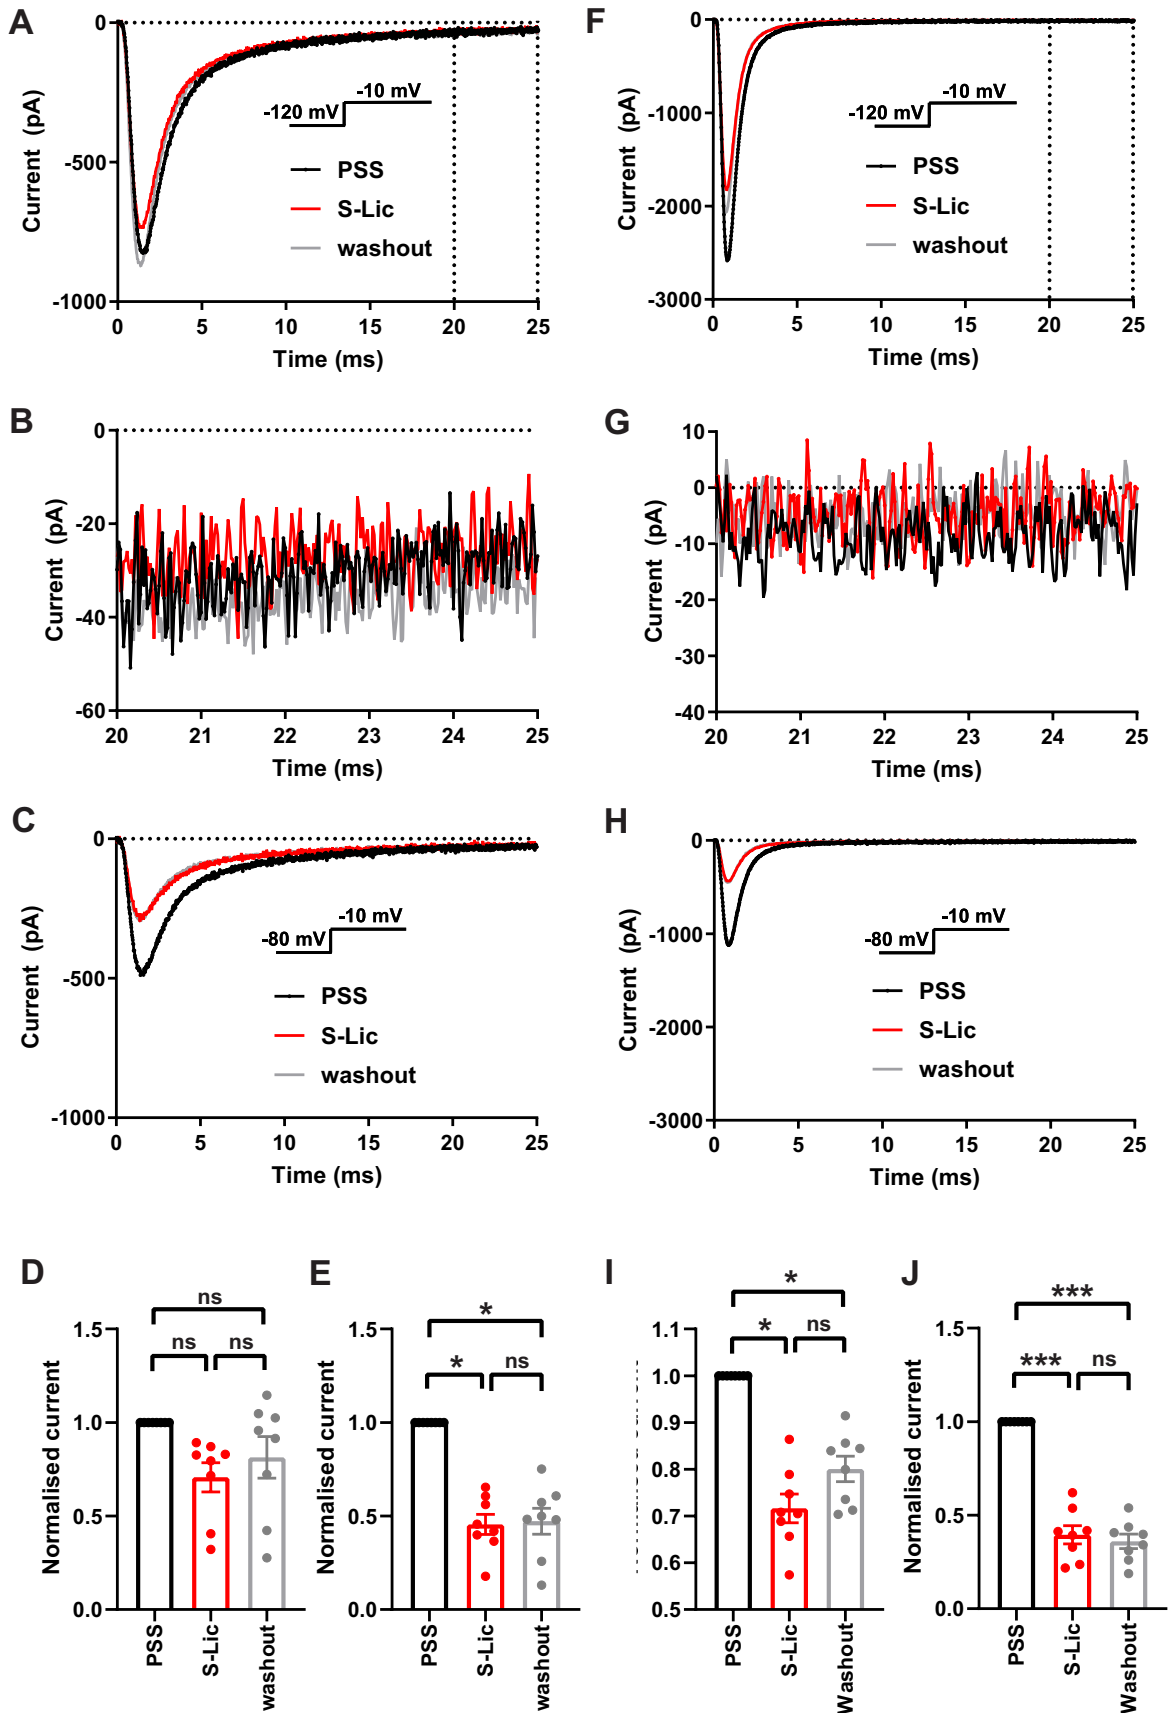 A
0
-500
-1000
Current (pA)
-10 mV
-120 mV
PSS
S-Lic
washout
0 5 10 15 20 25
Time (ms)
F
0
-1000
-2000
-3000
Current (pA)
-10 mV
-120 mV
PSS
S-Lic
washout
0 5 10 15 20 25
Time (ms)
B
0
-20
-40
-60
Current (pA)
20 21 22 23 24 25
Time (ms)
G
10
0
-10
-20
-30
-40
Current (pA)
20 21 22 23 24 25
Time (ms)
C
0
-500
-1000
Current (pA)
-10 mV
-80 mV
PSS
S-Lic
washout
0 5 10 15 20 25
Time (ms)
H
0
-1000
-2000
-3000
Current (pA)
-10 mV
-80 mV
PSS
S-Lic
washout
0 5 10 15 20 25
Time (ms)
D
ns
ns ns
1.5
1.0
0.5
0.0
Normalised current
PSS
S-Lic
washout
E
*
* ns
1.5
1.0
0.5
0.0
Normalised current
PSS
S-Lic
washout
I
*
* ns
1.1
1.0
0.9
0.8
0.7
0.6
0.5
PSS
S-Lic
Washout
J
***
*** ns
1.5
1.0
0.5
0.0
Normalised current
PSS
S-Lic
Washout